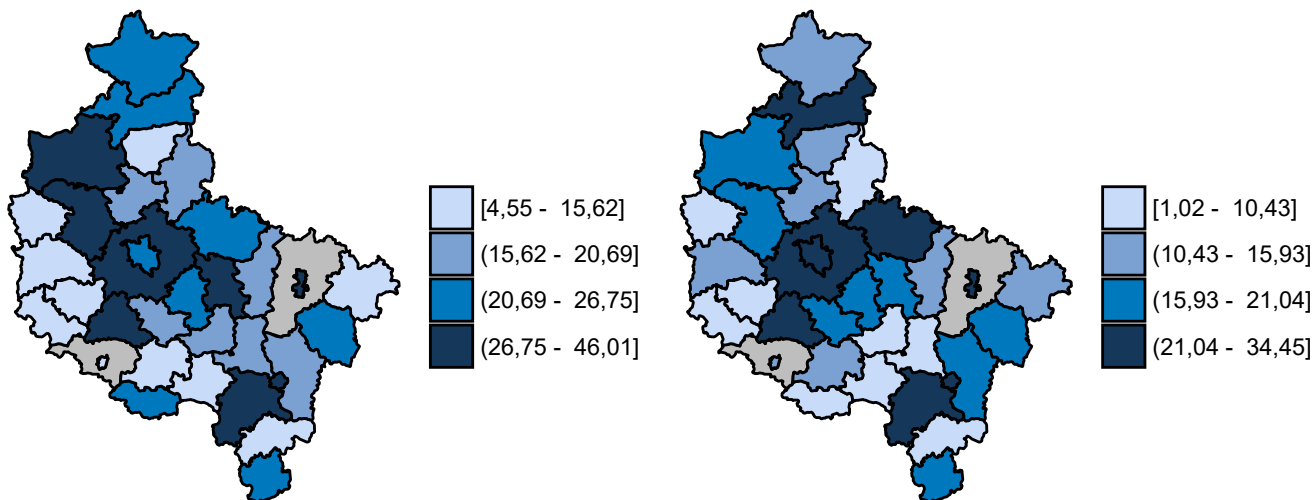 [4,55 - 15,62]
(15,62 - 20,69]
(20,69 - 26,75]
(26,75 - 46,01]
[1,02 - 10,43]
(10,43 - 15,93]
(15,93 - 21,04]
(21,04 - 34,45]